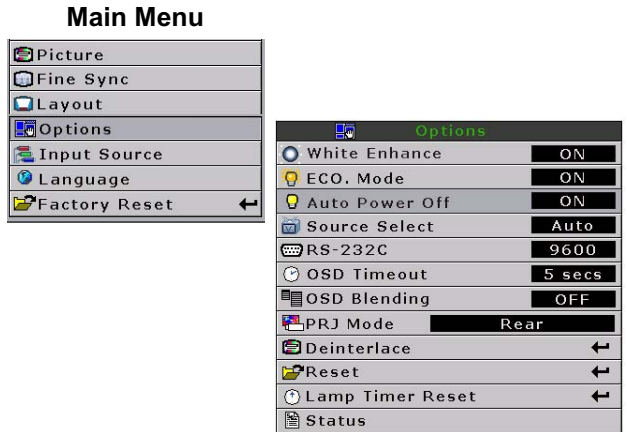 Main Menu
Picture
Fine Sync
Layout
Options
Input Source
Language
Factory Reset
Options
White Enhance ON
ECO. Mode ON
Auto Power Off ON
Source Select Auto
RS-232C 9600
OSD Timeout 5 secs
OSD Blending OFF
PRJ Mode Rear
Deinterlace
Reset
Lamp Timer Reset
Status